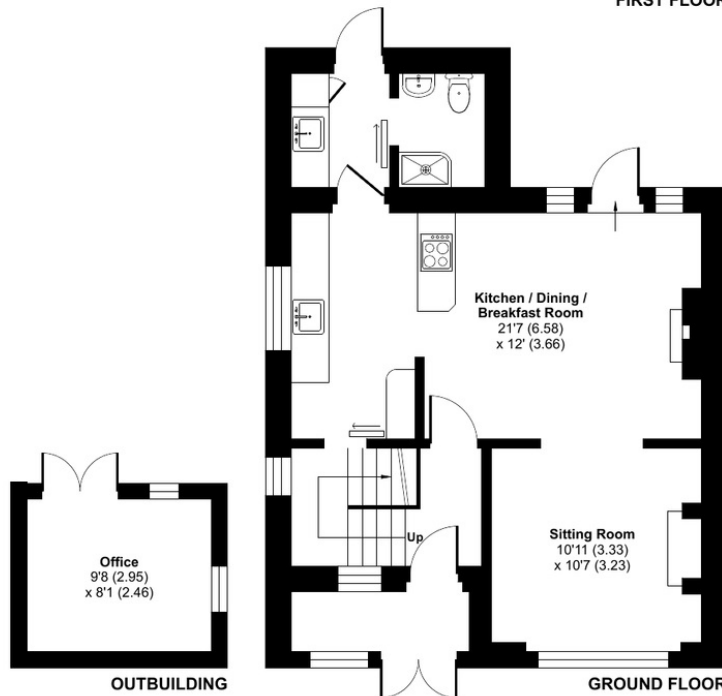 FIRST FLOOR
Kitchen / Dining /
Breakfast Room
21'7 (6.58)
x 12' (3.66)
Up
Sitting Room
10'11 (3.33)
x 10'7 (3.23)
Office
9'8 (2.95)
x 8'1 (2.46)
OUTBUILDING
GROUND FLOOR